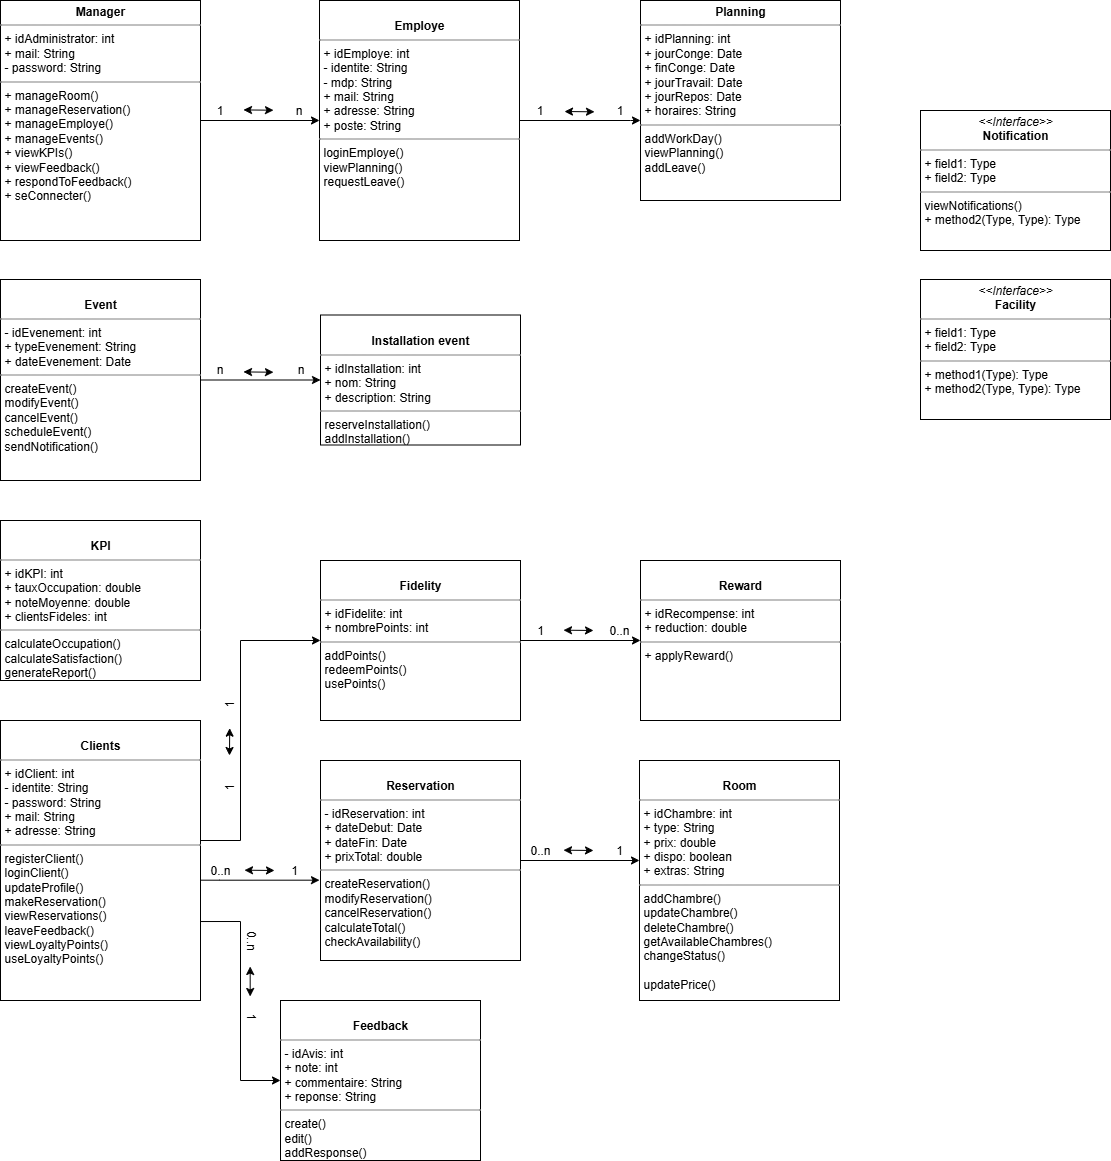 Manager
+ idAdministrator: int
+ mail: String
- password: String
+ manageRoom()
+ manageReservation()
+ manageEmploye()
+ manageEvents()
+ viewKPIs()
+ viewFeedback()
+ respondToFeedback()
+ seConnecter()
1
n
Employe
+ idEmploye: int
- identite: String
- mdp: String
+ mail: String
+ adresse: String
+ poste: String
loginEmploye()
viewPlanning()
requestLeave()
1
1
Planning
+ idPlanning: int
+ jourConge: Date
+ finConge: Date
+ jourTravail: Date
+ jourRepos: Date
+ horaires: String
addWorkDay()
viewPlanning()
addLeave()
<<Interface>>
Notification
+ field1: Type
+ field2: Type
viewNotifications()
+ method2(Type, Type): Type
Event
- idEvenement: int
+ typeEvenement: String
+ dateEvenement: Date
createEvent()
modifyEvent()
cancelEvent()
scheduleEvent()
sendNotification()
n
n
Installation event
+ idInstallation: int
+ nom: String
+ description: String
reserveInstallation()
addInstallation()
<<Interface>>
Facility
+ field1: Type
+ field2: Type
+ method1(Type): Type
+ method2(Type, Type): Type
KPI
+ idKPI: int
+ tauxOccupation: double
+ noteMoyenne: double
+ clientsFideles: int
calculateOccupation()
calculateSatisfaction()
generateReport()
1
1
Fidelity
+ idFidelite: int
+ nombrePoints: int
addPoints()
redeemPoints()
usePoints()
1
0..n
Reward
+ idRecompense: int
+ reduction: double
+ applyReward()
Clients
+ idClient: int
- identite: String
- password: String
+ mail: String
+ adresse: String
registerClient()
loginClient()
updateProfile()
makeReservation()
viewReservations()
leaveFeedback()
viewLoyaltyPoints()
useLoyaltyPoints()
0..n
1
Reservation
- idReservation: int
+ dateDebut: Date
+ dateFin: Date
+ prixTotal: double
createReservation()
modifyReservation()
cancelReservation()
calculateTotal()
checkAvailability()
0..n
1
Room
+ idChambre: int
+ type: String
+ prix: double
+ dispo: boolean
+ extras: String
addChambre()
updateChambre()
deleteChambre()
getAvailableChambres()
changeStatus()
updatePrice()
0..n
1
Feedback
- idAvis: int
+ note: int
+ commentaire: String
+ reponse: String
create()
edit()
addResponse()